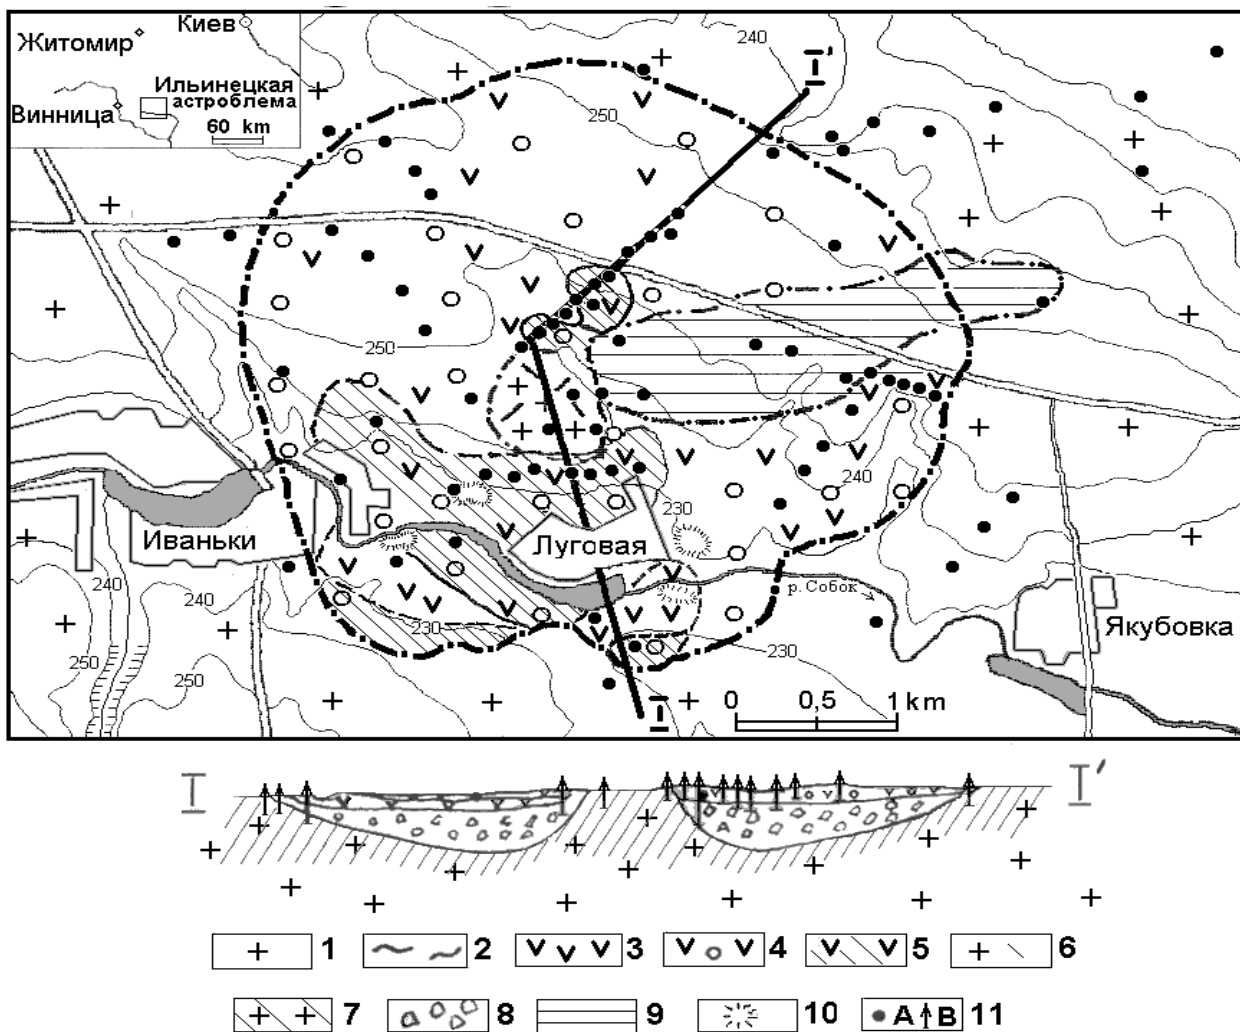 Киев
Житомир
Ильинецкая
астроблема
Винница
60 km
240
I'
250
250
250
240
230
Иваньки
Луговая
р. Собок
Якубовка
240
240
230
230
250
250
0 0,5 1 km
I
I I'
1 2 3 4 5 6
7 8 9 10 A B 11